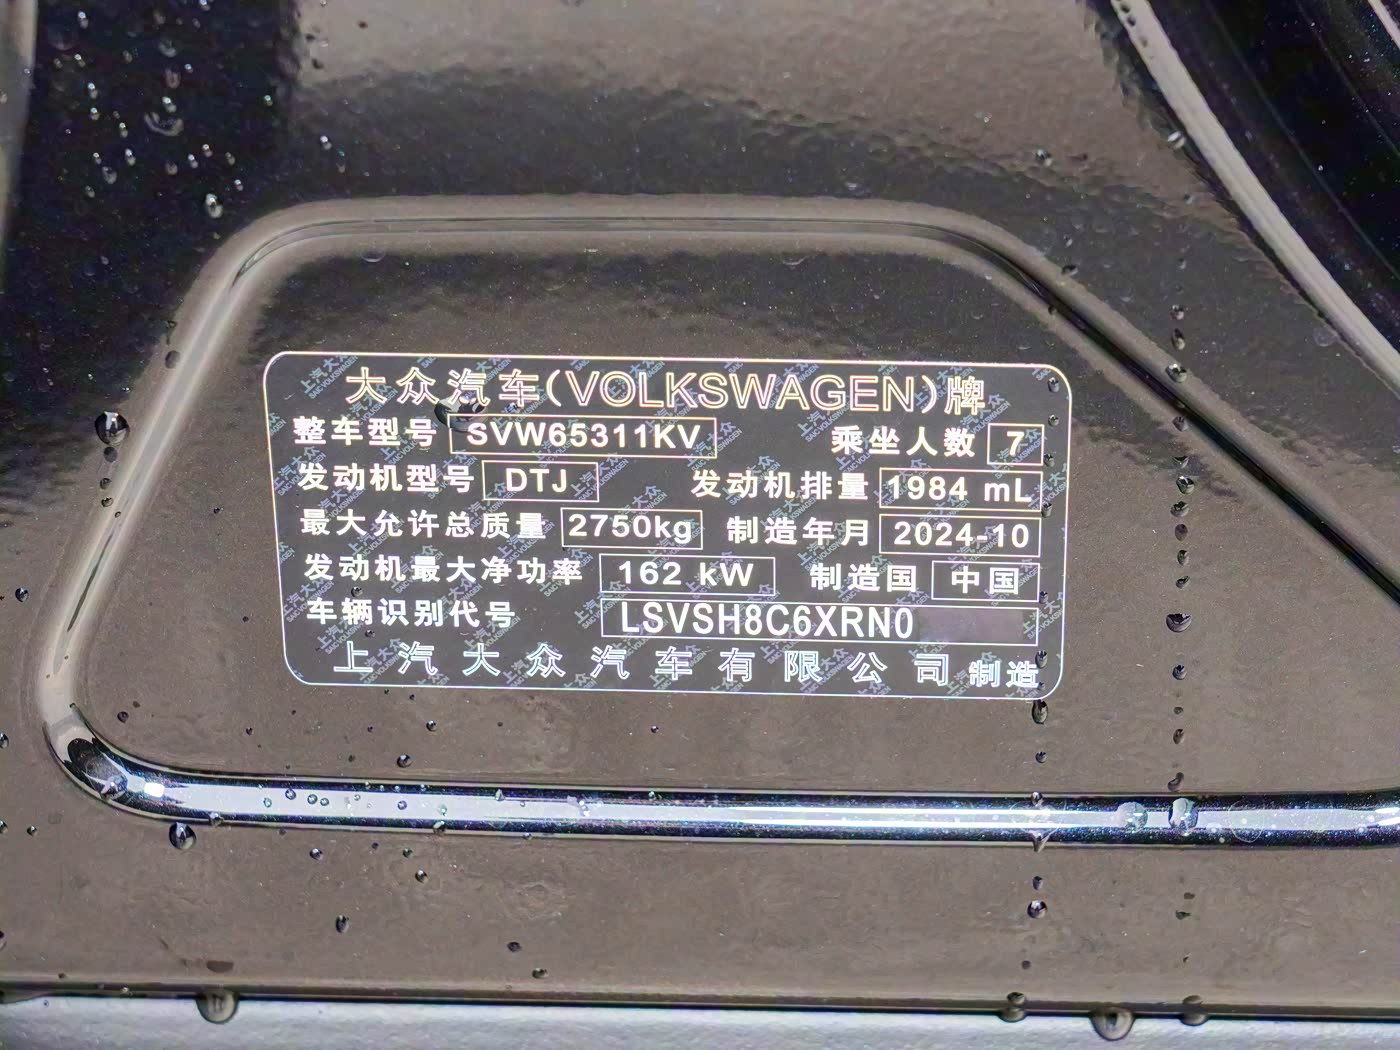 大众汽车(VOLKSWAGEN)牌
整车型号 SVW65311KV 乘坐人数 7
发动机型号 DTJ 发动机排量 1984 mL
最大允许总质量 2750kg 制造年月 2024-10
发动机最大净功率 162 kW 制造国 中国
车辆识别代号 LSVSH8C6XRN0
上汽大众汽车有限公司制造